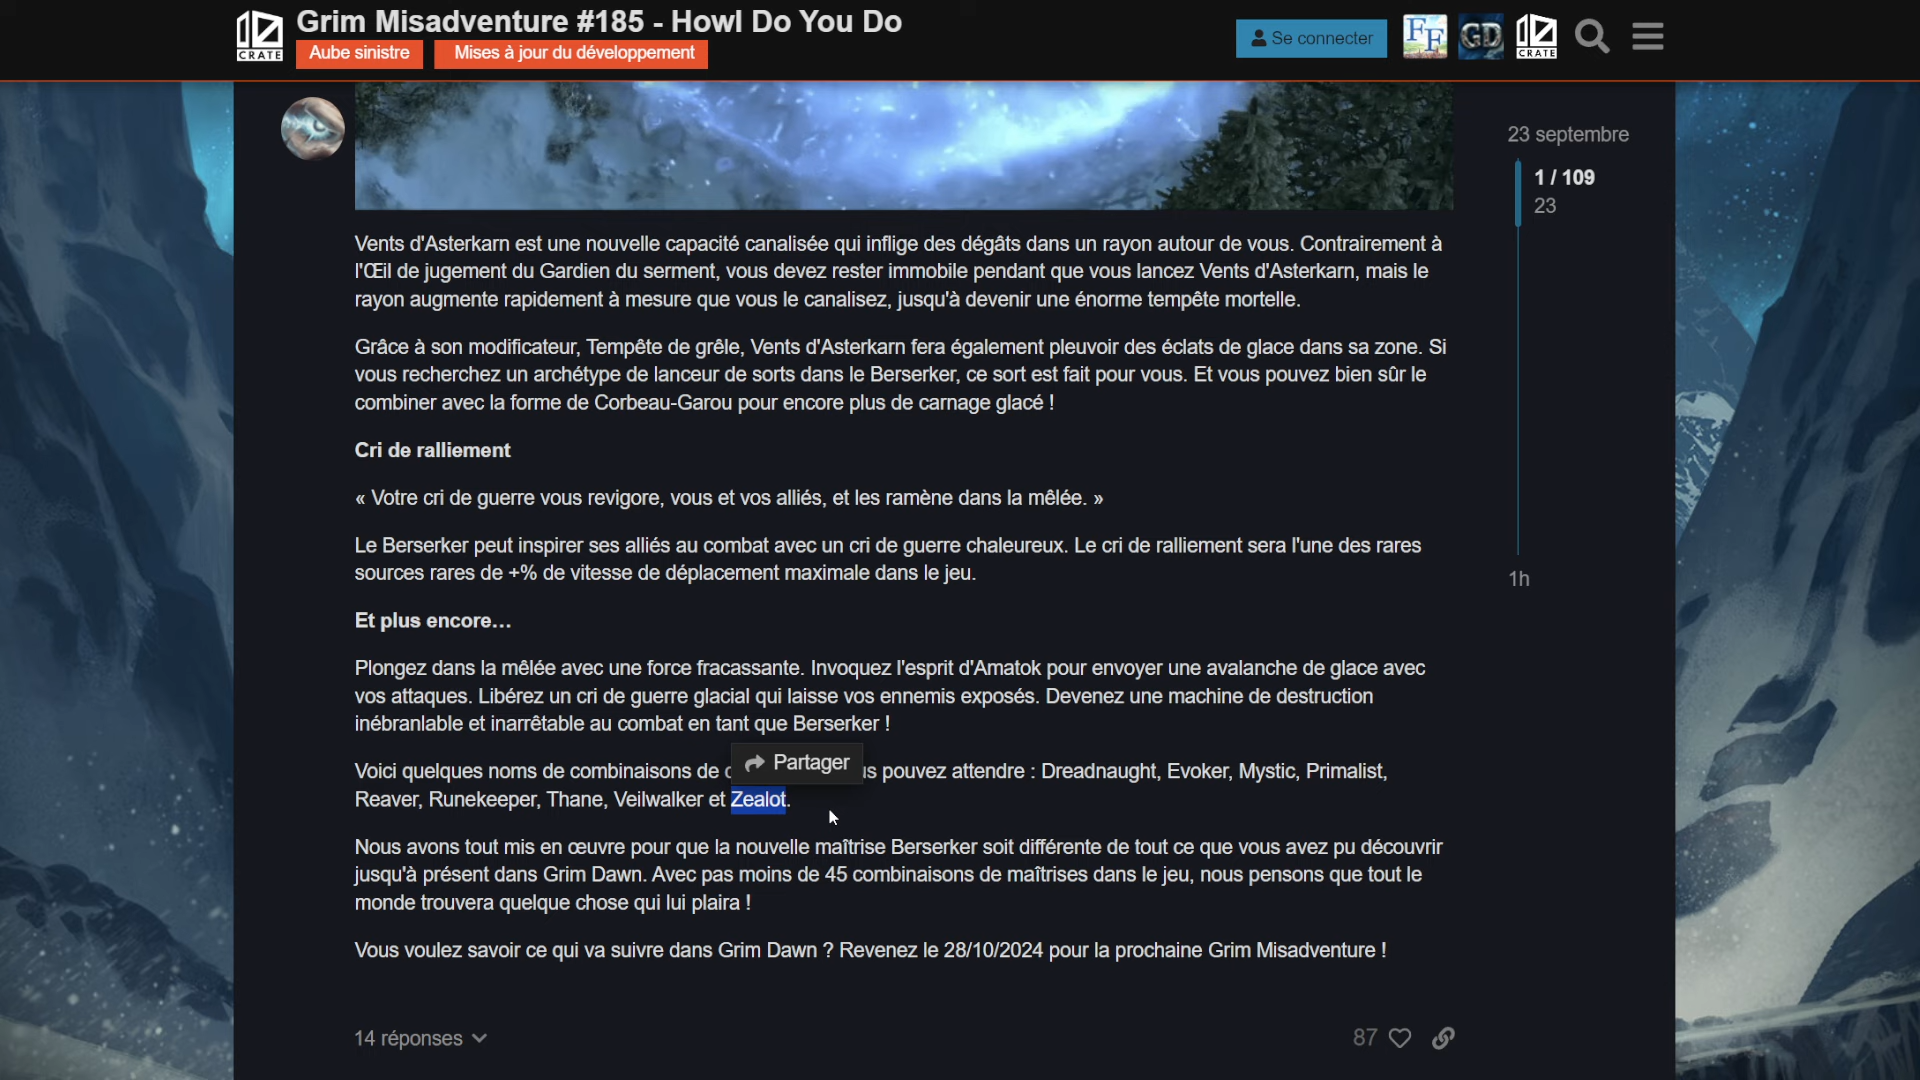 Grim Misadventure #185 - Howl Do You Do
CRATE
Aube sinistre
Mises à jour du développement
Se connecter
FF
GD
CRATE
23 septembre
1 / 109
23
1h
Vents d'Asterkarn est une nouvelle capacité canalisée qui inflige des dégâts dans un rayon autour de vous. Contrairement à
l'Œil de jugement du Gardien du serment, vous devez rester immobile pendant que vous lancez Vents d'Asterkarn, mais le
rayon augmente rapidement à mesure que vous le canalisez, jusqu'à devenir une énorme tempête mortelle.
Grâce à son modificateur, Tempête de grêle, Vents d'Asterkarn fera également pleuvoir des éclats de glace dans sa zone. Si
vous recherchez un archétype de lanceur de sorts dans le Berserker, ce sort est fait pour vous. Et vous pouvez bien sûr le
combiner avec la forme de Corbeau-Garou pour encore plus de carnage glacé !
Cri de ralliement
« Votre cri de guerre vous revigore, vous et vos alliés, et les ramène dans la mêlée. »
Le Berserker peut inspirer ses alliés au combat avec un cri de guerre chaleureux. Le cri de ralliement sera l'une des rares
sources rares de +% de vitesse de déplacement maximale dans le jeu.
Et plus encore…
Plongez dans la mêlée avec une force fracassante. Invoquez l'esprit d'Amatok pour envoyer une avalanche de glace avec
vos attaques. Libérez un cri de guerre glacial qui laisse vos ennemis exposés. Devenez une machine de destruction
inébranlable et inarrêtable au combat en tant que Berserker !
Partager
Voici quelques noms de combinaisons de pouvez attendre : Dreadnaught, Evoker, Mystic, Primalist,
Reaver, Runekeeper, Thane, Veilwalker et Zealot.
Nous avons tout mis en œuvre pour que la nouvelle maîtrise Berserker soit différente de tout ce que vous avez pu découvrir
jusqu'à présent dans Grim Dawn. Avec pas moins de 45 combinaisons de maîtrises dans le jeu, nous pensons que tout le
monde trouvera quelque chose qui lui plaira !
Vous voulez savoir ce qui va suivre dans Grim Dawn ? Revenez le 28/10/2024 pour la prochaine Grim Misadventure !
14 réponses
87